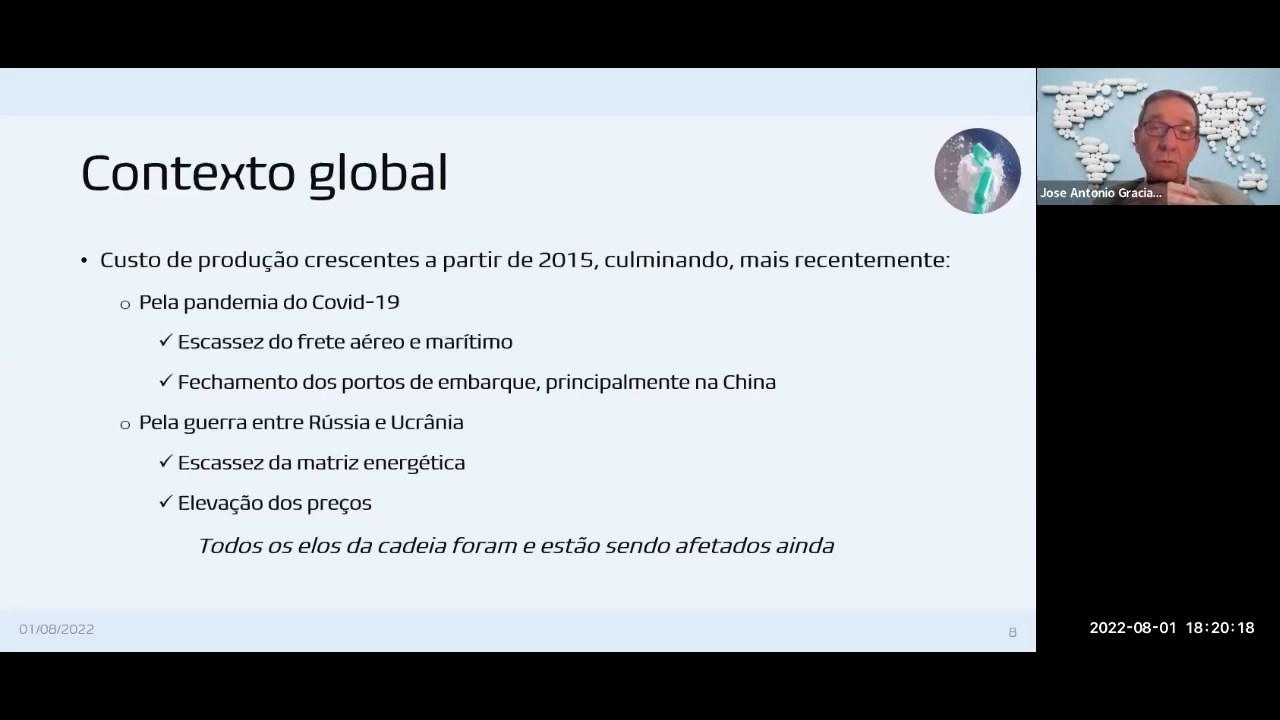 Contexto global
• Custo de produção crescentes a partir de 2015, culminando, mais recentemente:
o Pela pandemia do Covid-19
✓ Escassez do frete aéreo e marítimo
✓ Fechamento dos portos de embarque, principalmente na China
o Pela guerra entre Rússia e Ucrânia
✓ Escassez da matriz energética
✓ Elevação dos preços
Todos os elos da cadeia foram e estão sendo afetados ainda
01/08/2022
8
Jose Antonio Gracia...
2022-08-01 18:20:18